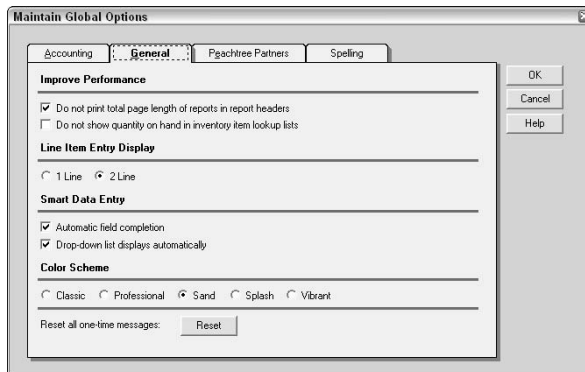 Maintain Global Options
Accounting General Peachtree Partners Spelling
OK
Cancel
Help
Improve Performance
Do not print total page length of reports in report headers
Do not show quantity on hand in inventory item lookup lists
Line Item Entry Display
1 Line 2 Line
Smart Data Entry
Automatic field completion
Drop-down list displays automatically
Color Scheme
Classic Professional Sand Splash Vibrant
Reset all one-time messages: Reset